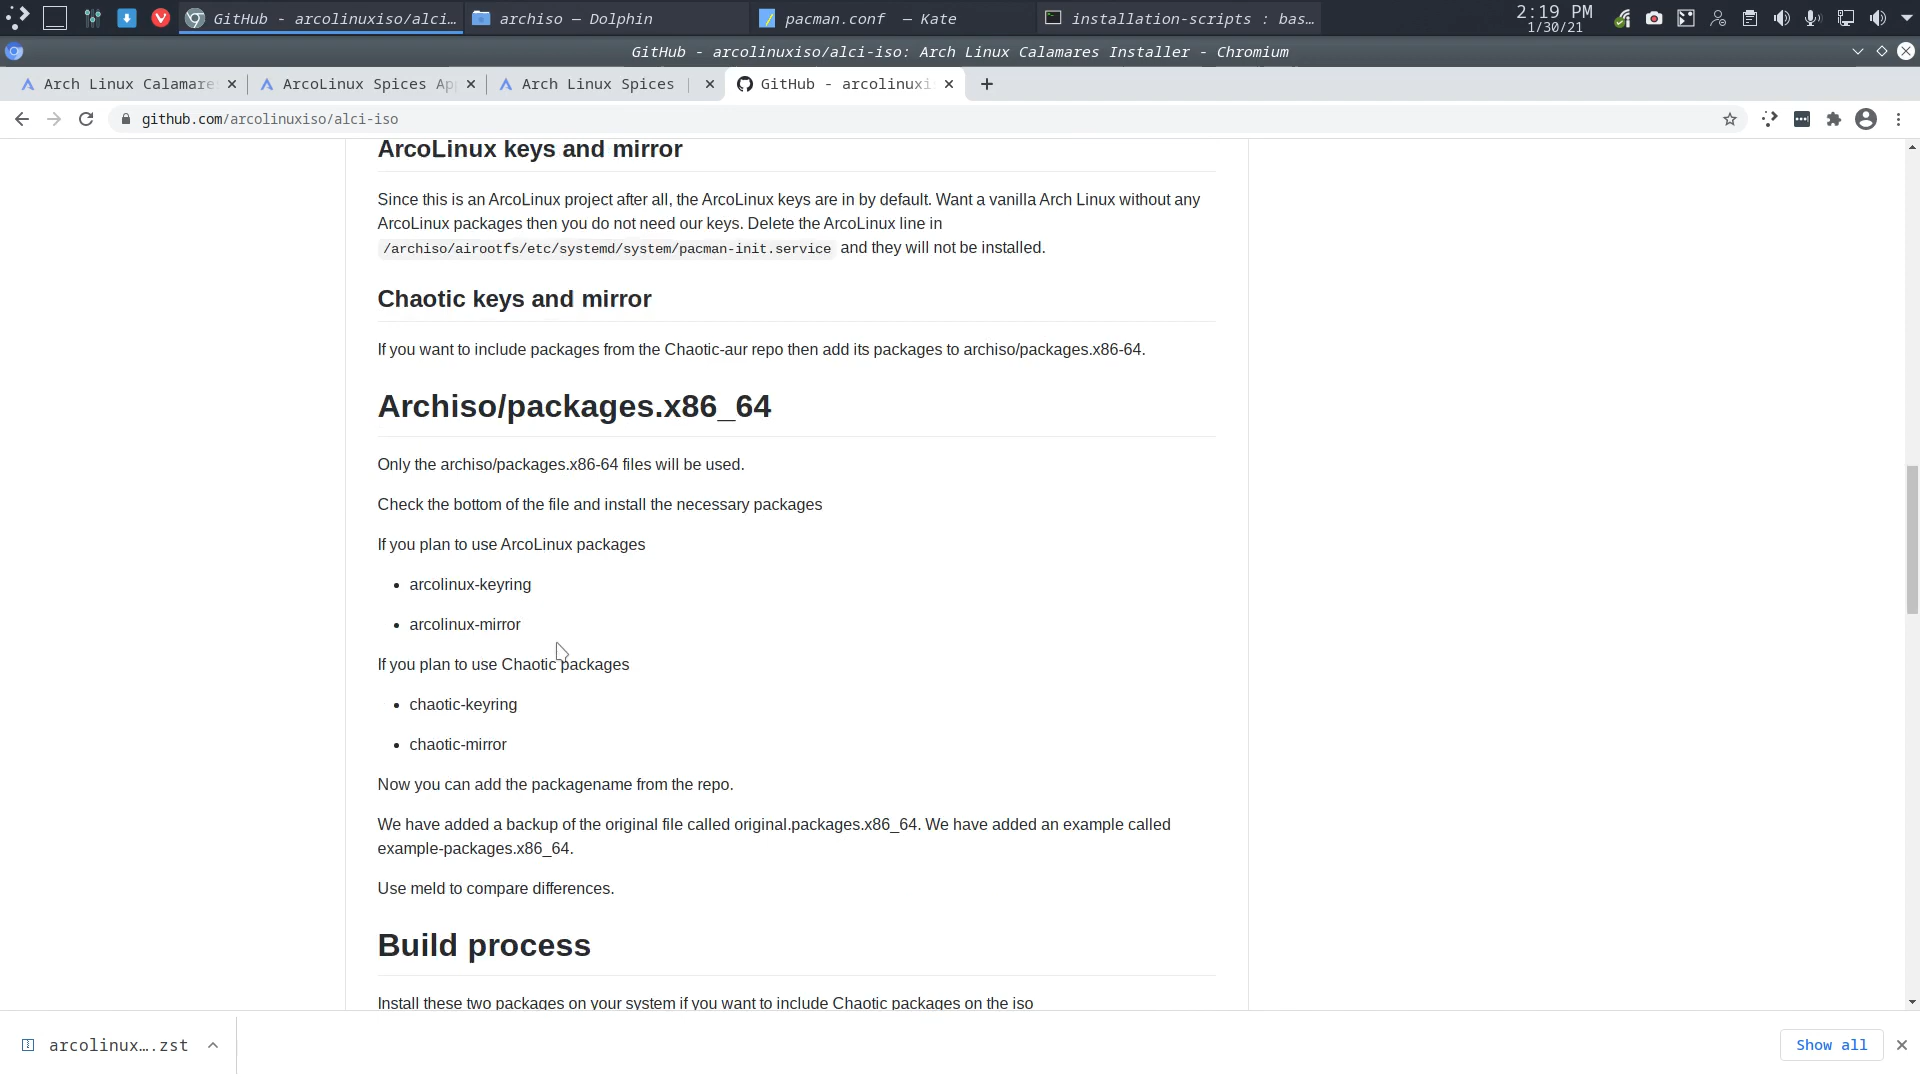 GitHub - arcolinuxiso/alci…
archiso — Dolphin
pacman.conf — Kate
installation-scripts : bas…
2:19 PM
1/30/21
GitHub - arcolinuxiso/alci-iso: Arch Linux Calamares Installer - Chromium
Arch Linux Calamare
ArcoLinux Spices Ap
Arch Linux Spices |
GitHub - arcolinuxi
github.com/arcolinuxiso/alci-iso
ArcoLinux keys and mirror
Since this is an ArcoLinux project after all, the ArcoLinux keys are in by default. Want a vanilla Arch Linux without any
ArcoLinux packages then you do not need our keys. Delete the ArcoLinux line in
/archiso/airootfs/etc/systemd/system/pacman-init.service and they will not be installed.
Chaotic keys and mirror
If you want to include packages from the Chaotic-aur repo then add its packages to archiso/packages.x86-64.
Archiso/packages.x86_64
Only the archiso/packages.x86-64 files will be used.
Check the bottom of the file and install the necessary packages
If you plan to use ArcoLinux packages
• arcolinux-keyring
• arcolinux-mirror
If you plan to use Chaotic packages
• chaotic-keyring
• chaotic-mirror
Now you can add the packagename from the repo.
We have added a backup of the original file called original.packages.x86_64. We have added an example called
example-packages.x86_64.
Use meld to compare differences.
Build process
Install these two packages on your system if you want to include Chaotic packages on the iso
arcolinux….zst
Show all